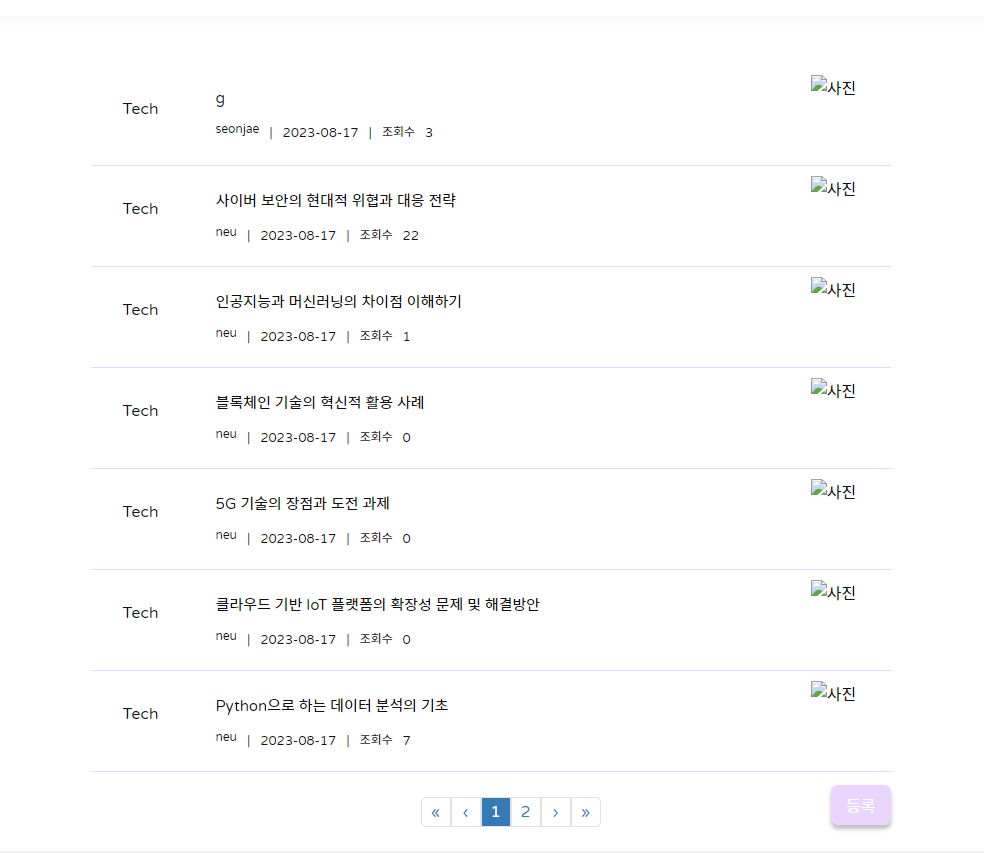 Tech
g
사진
seonjae | 2023-08-17 | 조회수 3
Tech
사이버 보안의 현대적 위협과 대응 전략
사진
neu | 2023-08-17 | 조회수 22
Tech
인공지능과 머신러닝의 차이점 이해하기
사진
neu | 2023-08-17 | 조회수 1
Tech
블록체인 기술의 혁신적 활용 사례
사진
neu | 2023-08-17 | 조회수 0
Tech
5G 기술의 장점과 도전 과제
사진
neu | 2023-08-17 | 조회수 0
Tech
클라우드 기반 IoT 플랫폼의 확장성 문제 및 해결방안
사진
neu | 2023-08-17 | 조회수 0
Tech
Python으로 하는 데이터 분석의 기초
사진
neu | 2023-08-17 | 조회수 7
« ‹ 1 2 › »
등록